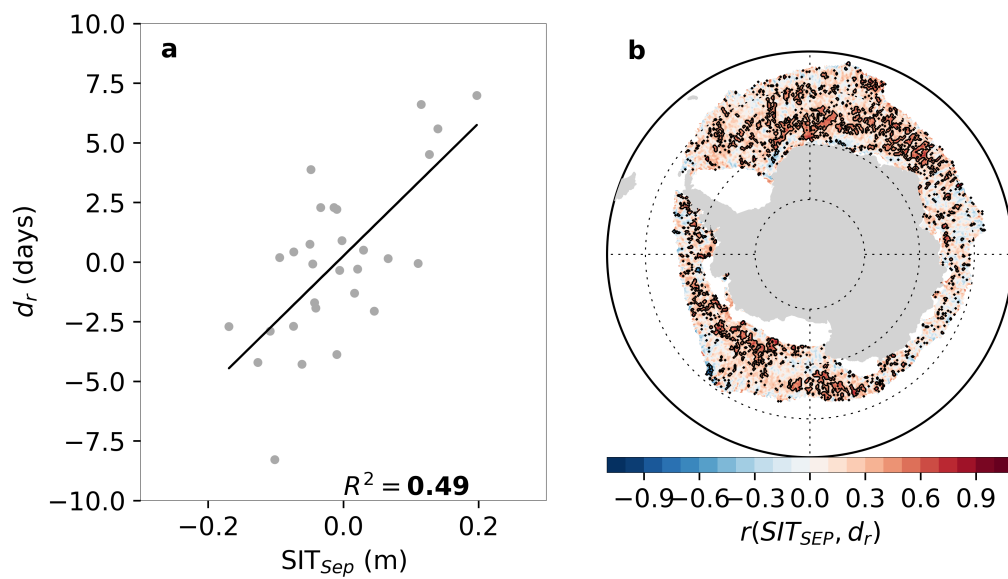 a
10.0
7.5
5.0
2.5
0.0
−2.5
−5.0
−7.5
−10.0
d_r (days)
R² = 0.49
−0.2 0.0 0.2
SIT_Sep (m)
b
−0.9 −0.6 −0.3 0.0 0.3 0.6 0.9
r(SIT_SEP, d_r)